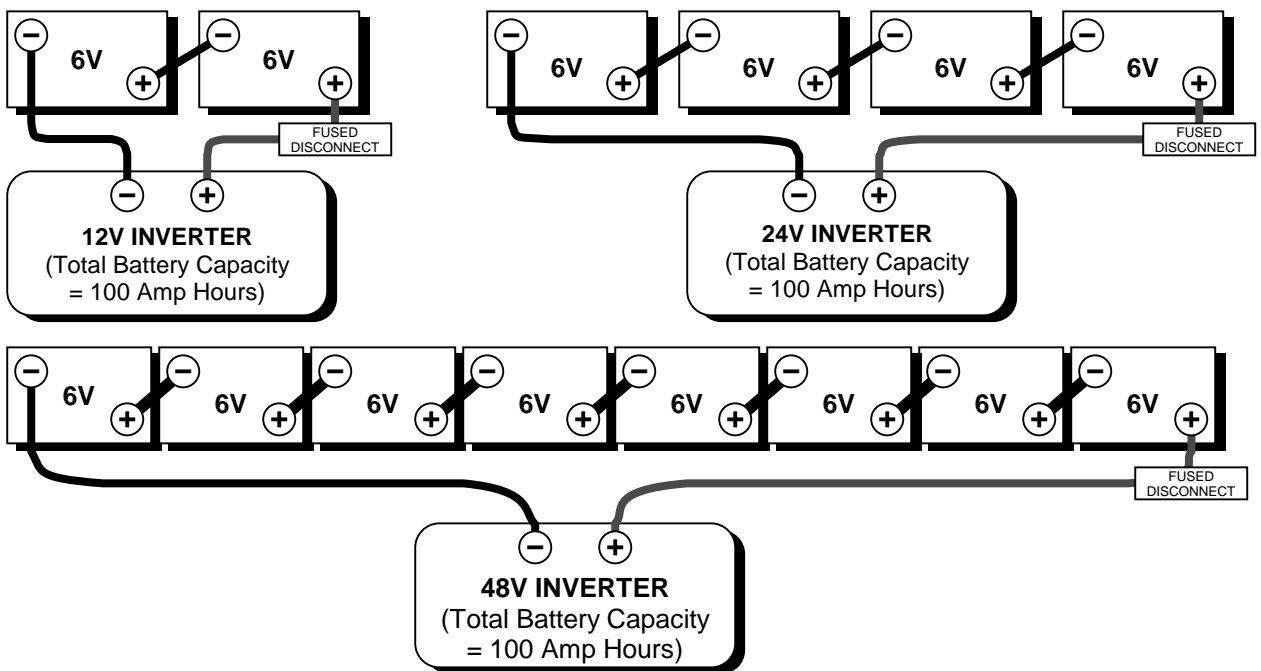 6V
6V
FUSED
DISCONNECT
12V INVERTER
(Total Battery Capacity
= 100 Amp Hours)
6V
6V
6V
6V
FUSED
DISCONNECT
24V INVERTER
(Total Battery Capacity
= 100 Amp Hours)
6V
6V
6V
6V
6V
6V
6V
6V
FUSED
DISCONNECT
48V INVERTER
(Total Battery Capacity
= 100 Amp Hours)